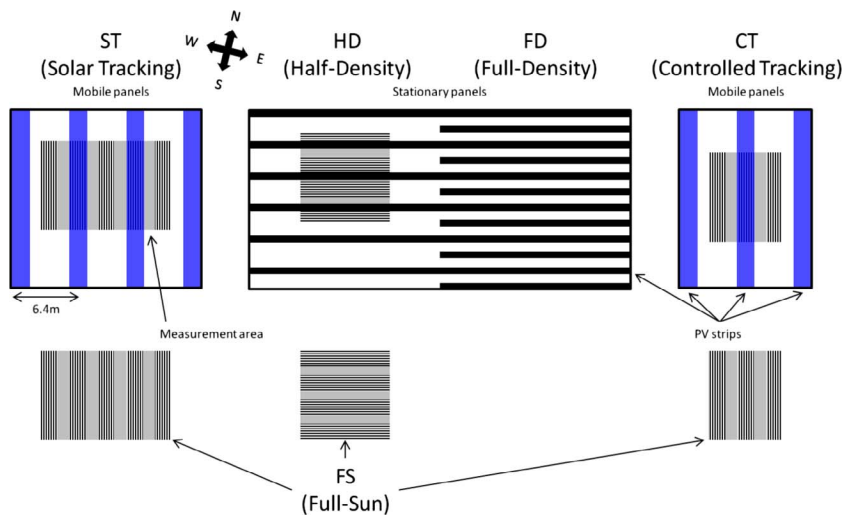 ST
(Solar Tracking)
Mobile panels
N
W
E
S
HD
(Half-Density)
FD
(Full-Density)
Stationary panels
CT
(Controlled Tracking)
Mobile panels
6.4m
Measurement area
PV strips
FS
(Full-Sun)